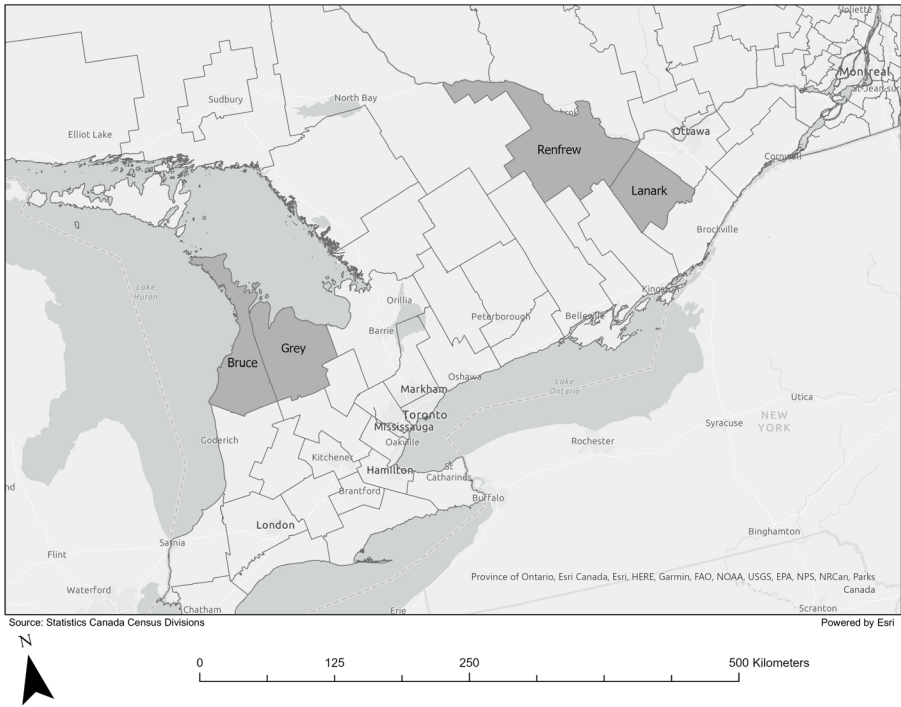 Joliette
Montreal
St-Jean-sur
Sudbury
North Bay
Elliot Lake
Ottawa
Renfrew
Cornwall
Lanark
Brockville
Lake
Huron
Kingston
Orillia
Peterborough
Belleville
Barrie
Grey
Bruce
Oshawa
Markham
Lake
Ontario
Utica
Toronto
NEW
YORK
Syracuse
Mississauga
Goderich
Oakville
Rochester
Kitchener
Hamilton
St
Catharines
nd
Brantford
Buffalo
London
Binghamton
Sarnia
Flint
Province of Ontario, Esri Canada, Esri, HERE, Garmin, FAO, NOAA, USGS, EPA, NPS, NRCan, Parks
Canada
Waterford
Chatham
Erie
Scranton
Source: Statistics Canada Census Divisions
Powered by Esri
N
0 125 250 500 Kilometers